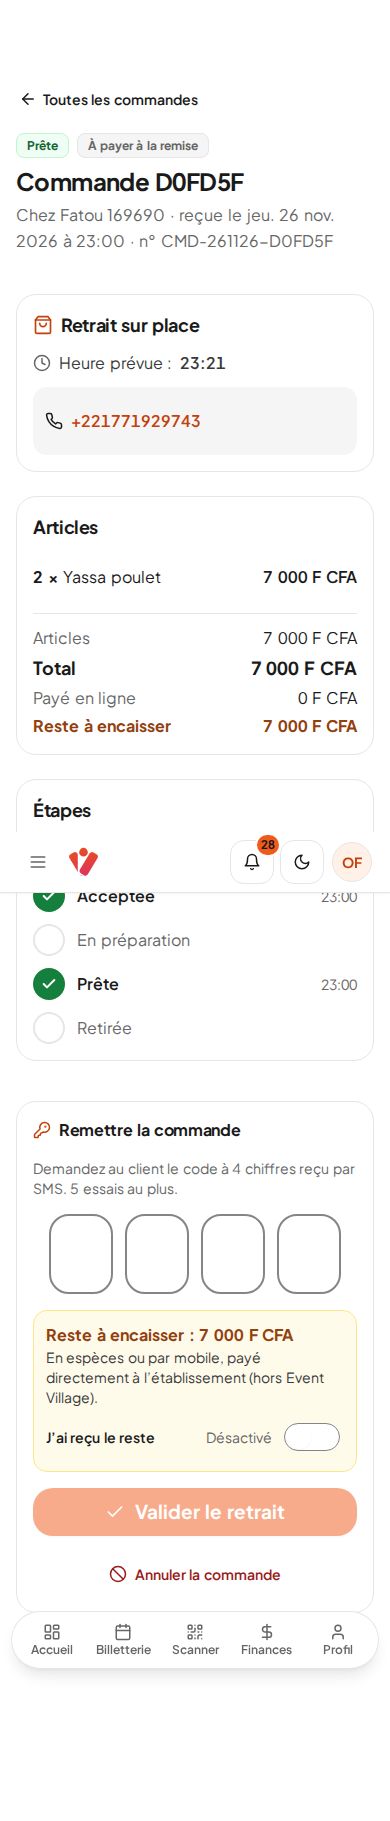 Toutes les commandes
Prête
À payer à la remise
Commande D0FD5F
Chez Fatou 169690 · reçue le jeu. 26 nov.
2026 à 23:00 · n° CMD-261126-D0FD5F
Retrait sur place
Heure prévue : 23:21
+221771929743
Articles
2 × Yassa poulet 7 000 F CFA
Articles 7 000 F CFA
Total 7 000 F CFA
Payé en ligne 0 F CFA
Reste à encaisser 7 000 F CFA
Étapes
28
OF
Acceptée 23:00
En préparation
Prête 23:00
Retirée
Remettre la commande
Demandez au client le code à 4 chiffres reçu par
SMS. 5 essais au plus.
Reste à encaisser : 7 000 F CFA
En espèces ou par mobile, payé
directement à l’établissement (hors Event
Village).
J’ai reçu le reste Désactivé
Valider le retrait
Annuler la commande
Accueil Billetterie Scanner Finances Profil